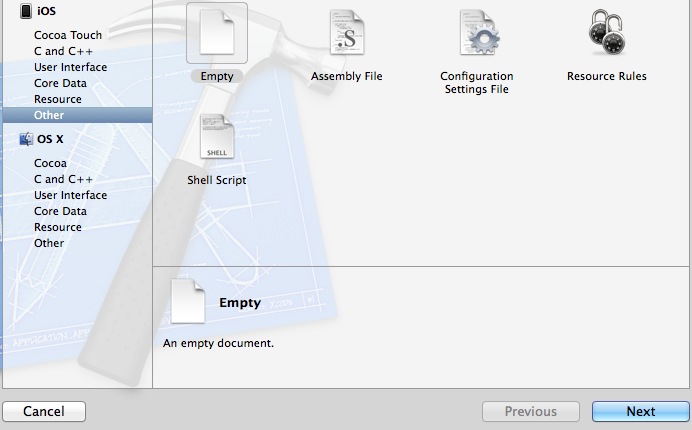 iOS
Cocoa Touch
C and C++
User Interface
Core Data
Resource
Other
OS X
Cocoa
C and C++
User Interface
Core Data
Resource
Other
Empty
.S
Assembly File
Configuration
Settings File
Resource Rules
SHELL
Shell Script
Empty
An empty document.
Cancel
Previous
Next